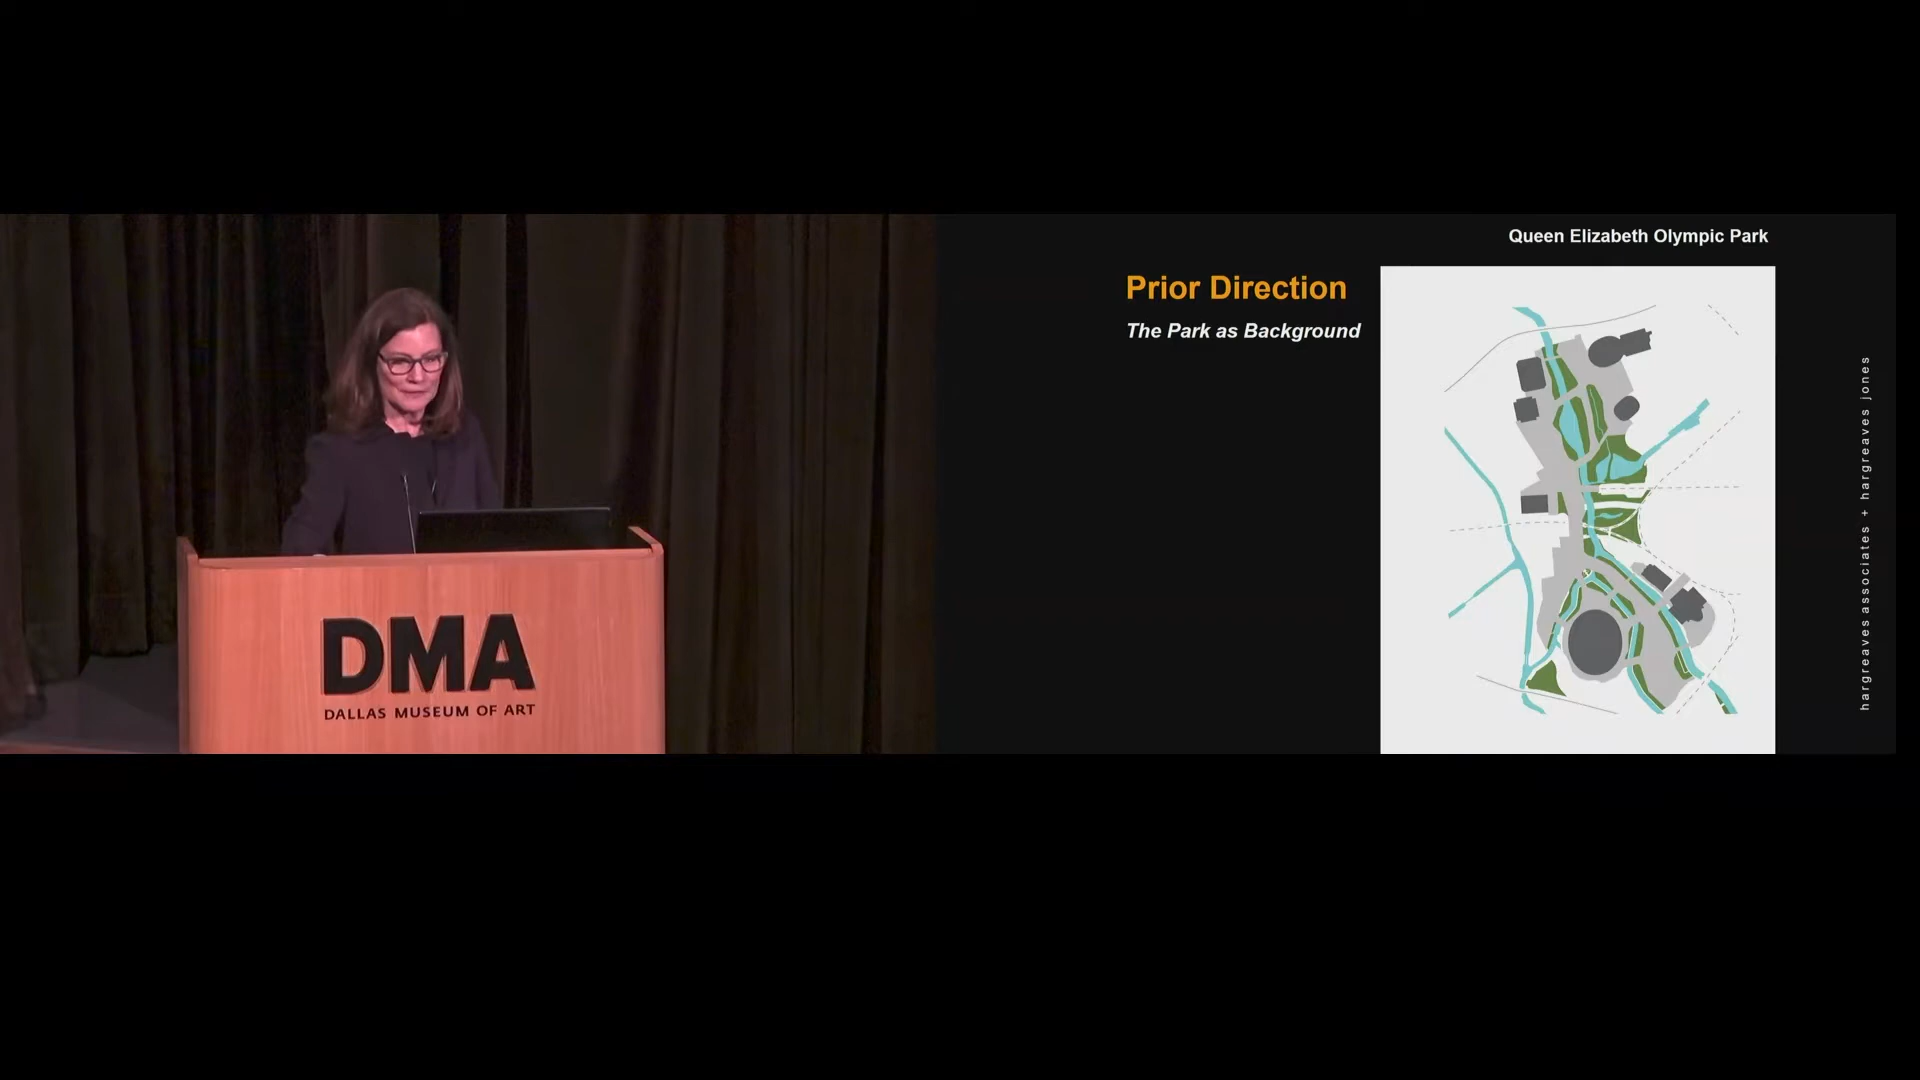 DMA
DALLAS MUSEUM OF ART
Queen Elizabeth Olympic Park
Prior Direction
The Park as Background
hargreaves associates + hargreaves jones